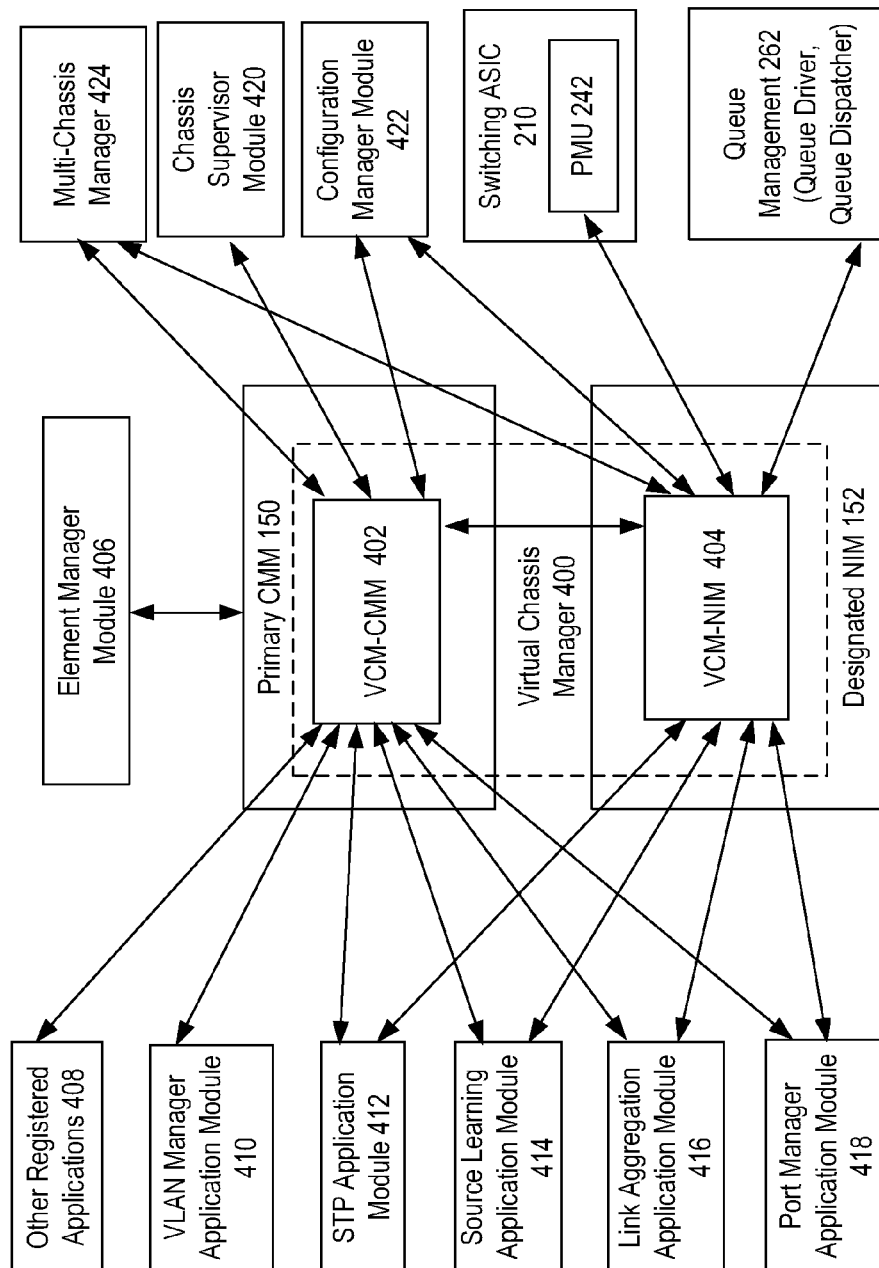 Other Registered
Applications 408
VLAN Manager
Application Module
410
STP Application
Module 412
Source Learning
Application Module
414
Link Aggregation
Application Module
416
Port Manager
Application Module
418
Element Manager
Module 406
Primary CMM 150
VCM-CMM 402
Virtual Chassis
Manager 400
VCM-NIM 404
Designated NIM 152
Multi-Chassis
Manager 424
Chassis
Supervisor
Module 420
Configuration
Manager Module
422
Switching ASIC
210
PMU 242
Queue
Management 262
(Queue Driver,
Queue Dispatcher)